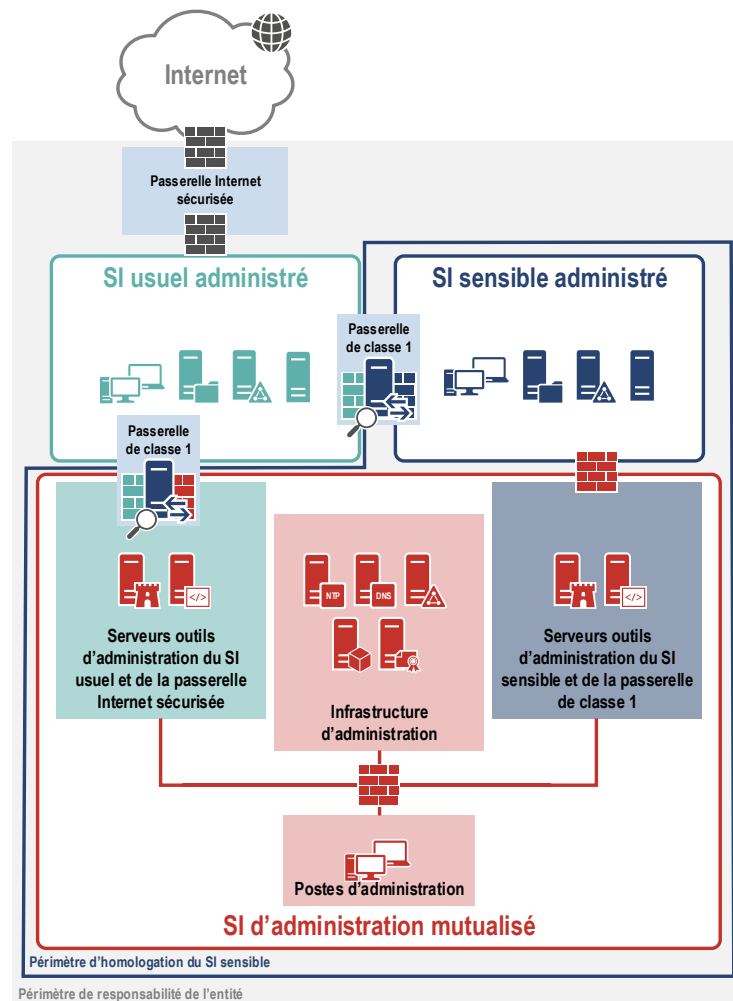 Internet
Passerelle Internet
sécurisée
SI usuel administré
SI sensible administré
Passerelle
de classe 1
Passerelle
de classe 1
</>
NTP
DNS
</>
Serveurs outils
d'administration du SI
usuel et de la passerelle
Internet sécurisée
Infrastructure
d'administration
Serveurs outils
d'administration du SI
sensible et de la passerelle
de classe 1
Postes d'administration
SI d'administration mutualisé
Périmètre d'homologation du SI sensible
Périmètre de responsabilité de l'entité